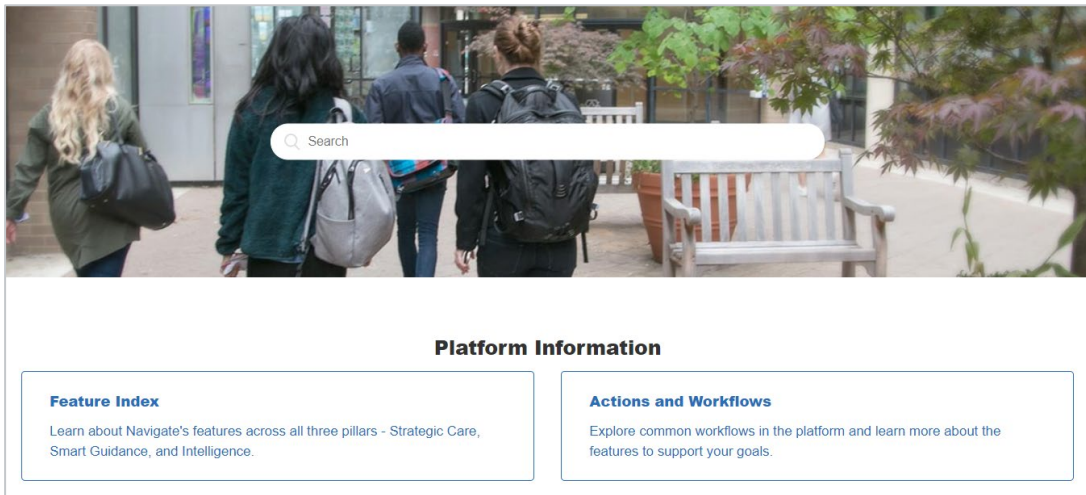 Search
Platform Information
Feature Index
Learn about Navigate's features across all three pillars - Strategic Care,
Smart Guidance, and Intelligence.
Actions and Workflows
Explore common workflows in the platform and learn more about the
features to support your goals.